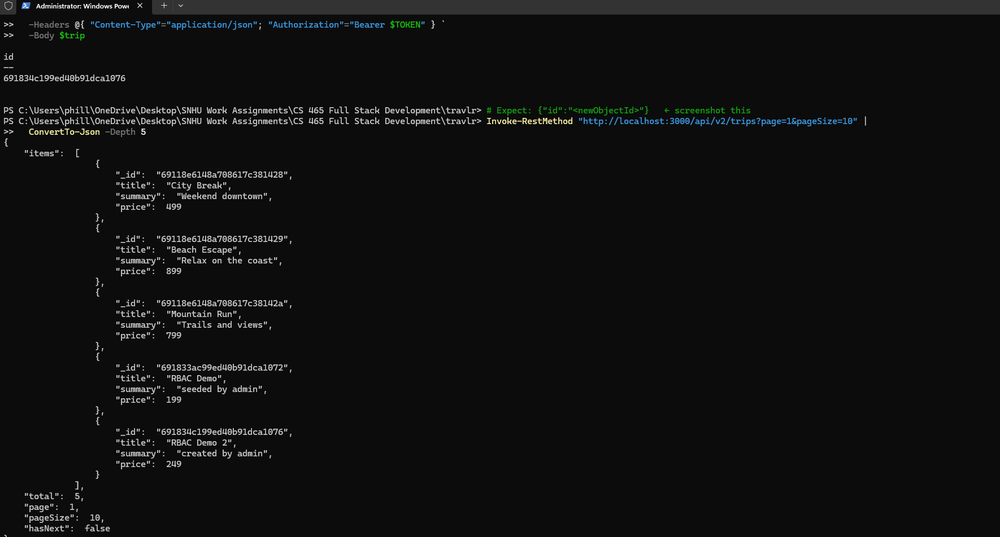 Administrator: Windows Powe
>>   -Headers @{ "Content-Type"="application/json"; "Authorization"="Bearer $TOKEN" } `
>>   -Body $trip
id
--
691834c199ed40b91dca1076
PS C:\Users\phill\OneDrive\Desktop\SNHU Work Assignments\CS 465 Full Stack Development\travlr> # Expect: {"id":"<newObjectId>"}   ← screenshot this
PS C:\Users\phill\OneDrive\Desktop\SNHU Work Assignments\CS 465 Full Stack Development\travlr> Invoke-RestMethod "http://localhost:3000/api/v2/trips?page=1&pageSize=10" |
>>   ConvertTo-Json -Depth 5
{
    "items":  [
                  {
                      "_id":  "69118e6148a708617c381428",
                      "title":  "City Break",
                      "summary":  "Weekend downtown",
                      "price":  499
                  },
                  {
                      "_id":  "69118e6148a708617c381429",
                      "title":  "Beach Escape",
                      "summary":  "Relax on the coast",
                      "price":  899
                  },
                  {
                      "_id":  "69118e6148a708617c38142a",
                      "title":  "Mountain Run",
                      "summary":  "Trails and views",
                      "price":  799
                  },
                  {
                      "_id":  "691833ac99ed40b91dca1072",
                      "title":  "RBAC Demo",
                      "summary":  "seeded by admin",
                      "price":  199
                  },
                  {
                      "_id":  "691834c199ed40b91dca1076",
                      "title":  "RBAC Demo 2",
                      "summary":  "created by admin",
                      "price":  249
                  }
              ],
    "total":  5,
    "page":  1,
    "pageSize":  10,
    "hasNext":  false